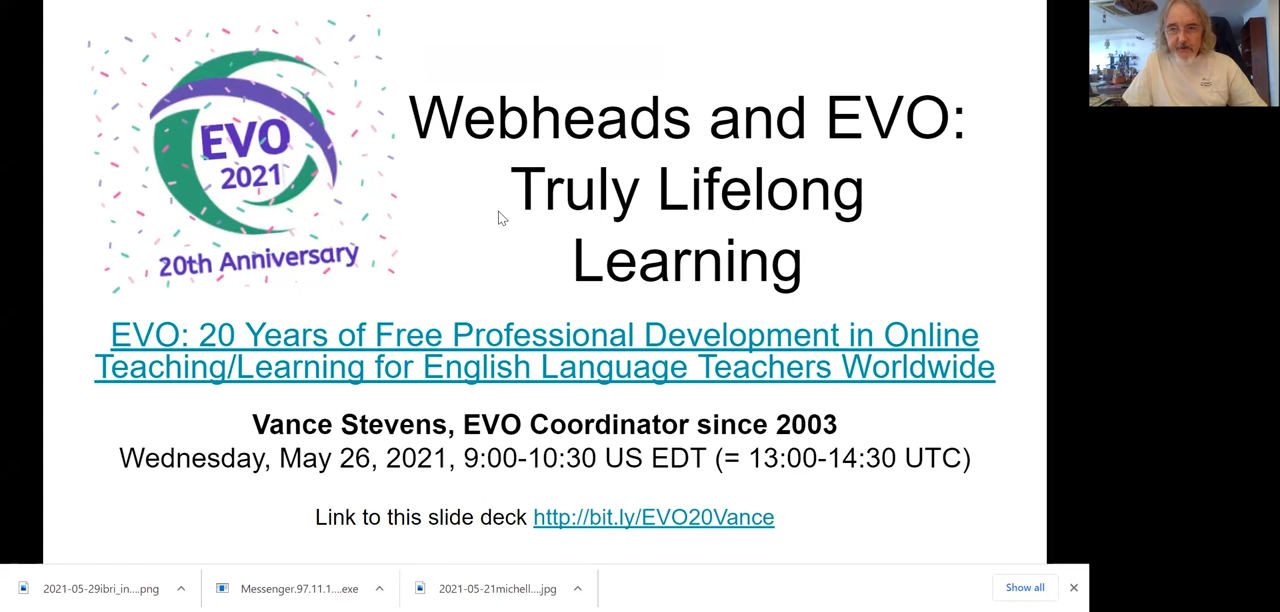 EVO
2021
20th Anniversary
Webheads and EVO:
Truly Lifelong
Learning
EVO: 20 Years of Free Professional Development in Online
Teaching/Learning for English Language Teachers Worldwide
Vance Stevens, EVO Coordinator since 2003
Wednesday, May 26, 2021, 9:00-10:30 US EDT (= 13:00-14:30 UTC)
Link to this slide deck http://bit.ly/EVO20Vance
2021-05-29ibri_in....png
Messenger.97.11.1....exe
2021-05-21michell....jpg
Show all